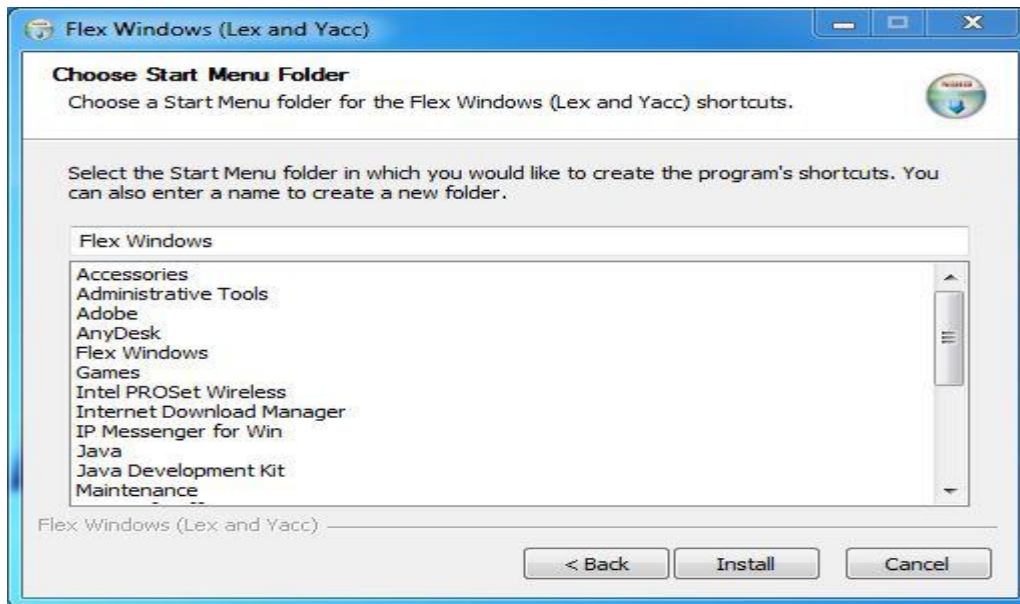 Flex Windows (Lex and Yacc)
Choose Start Menu Folder
Choose a Start Menu folder for the Flex Windows (Lex and Yacc) shortcuts.
Select the Start Menu folder in which you would like to create the program's shortcuts. You
can also enter a name to create a new folder.
Flex Windows
Accessories
Administrative Tools
Adobe
AnyDesk
Flex Windows
Games
Intel PROSet Wireless
Internet Download Manager
IP Messenger for Win
Java
Java Development Kit
Maintenance
Flex Windows (Lex and Yacc)
< Back
Install
Cancel